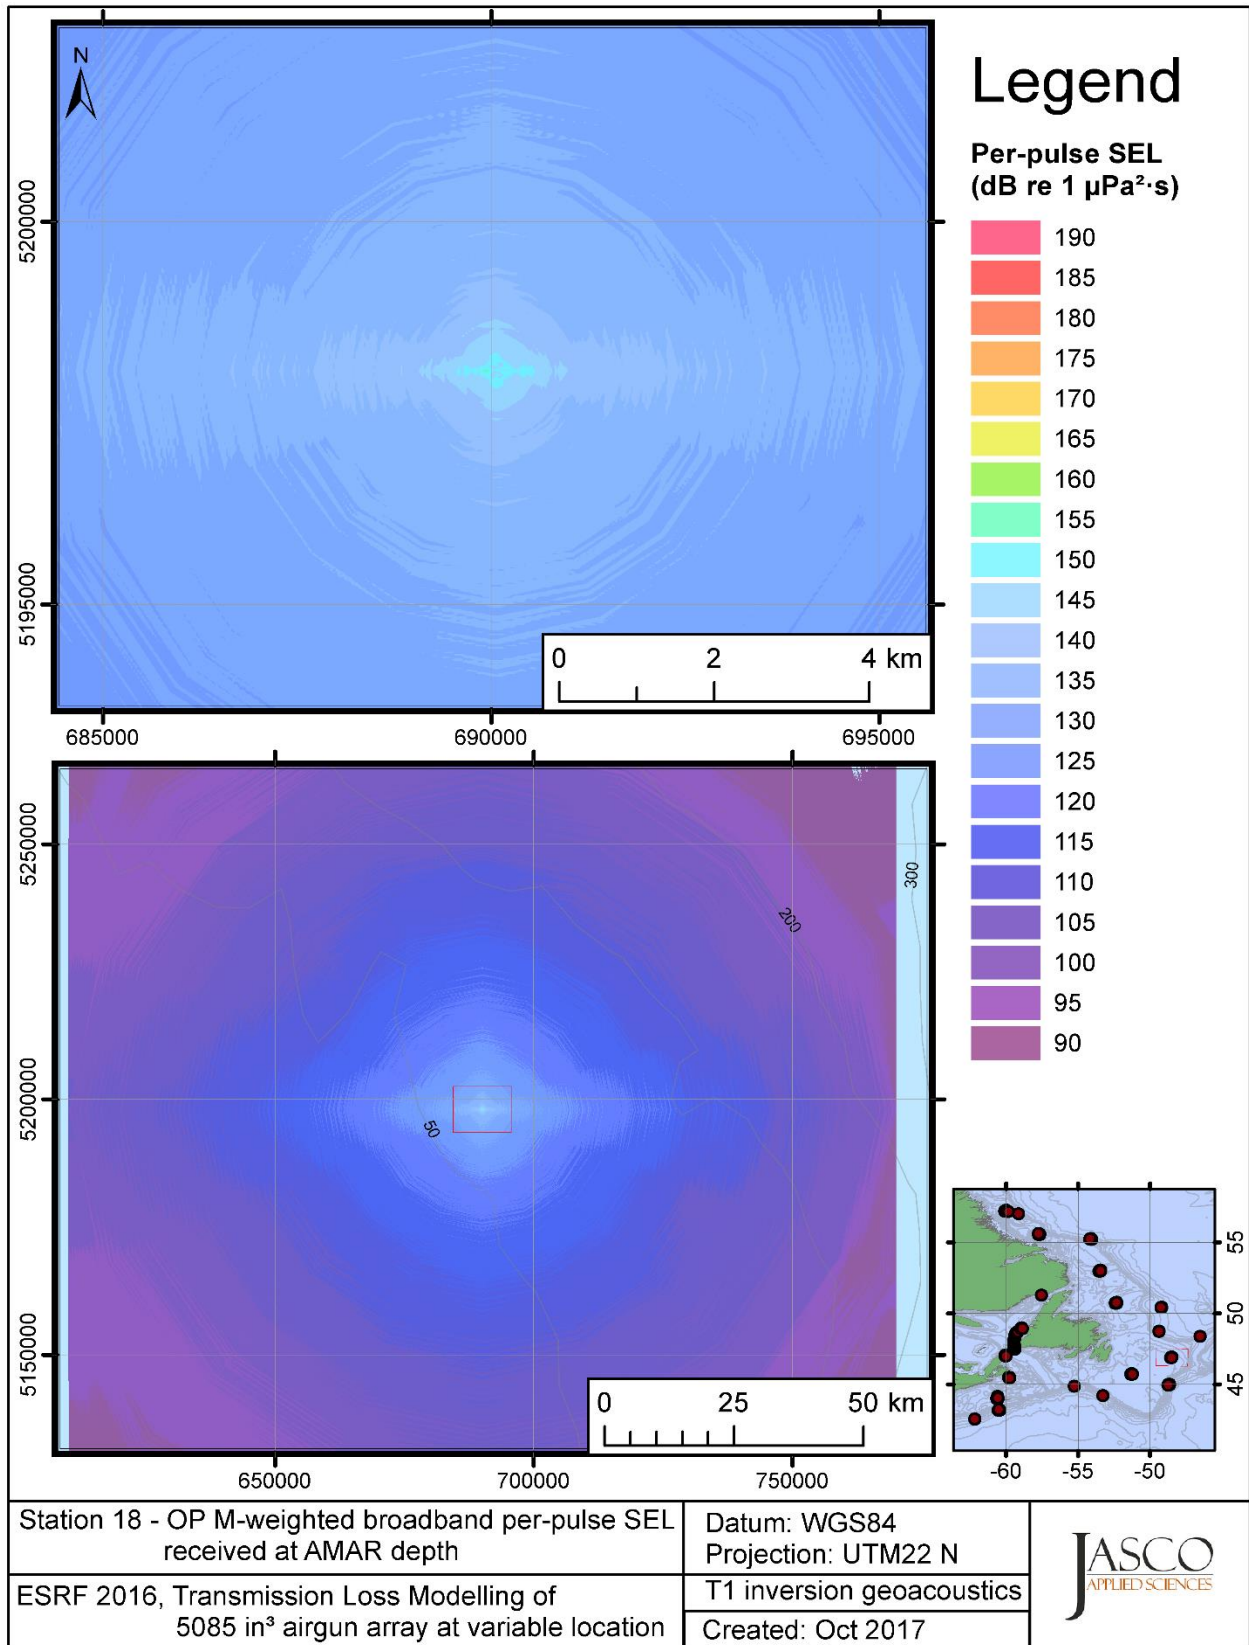 N
5200000
5195000
0 2 4 km
685000 690000 695000
Legend
Per-pulse SEL
(dB re 1 µPa²·s)
190
185
180
175
170
165
160
155
150
145
140
135
130
125
120
115
110
105
100
95
90
5250000
5200000
5150000
300
200
50
0 25 50 km
650000 700000 750000
55
50
45
-60 -55 -50
Station 18 - OP M-weighted broadband per-pulse SEL
received at AMAR depth
ESRF 2016, Transmission Loss Modelling of
5085 in³ airgun array at variable location
Datum: WGS84
Projection: UTM22 N
T1 inversion geoacoustics
Created: Oct 2017
JASCO
APPLIED SCIENCES